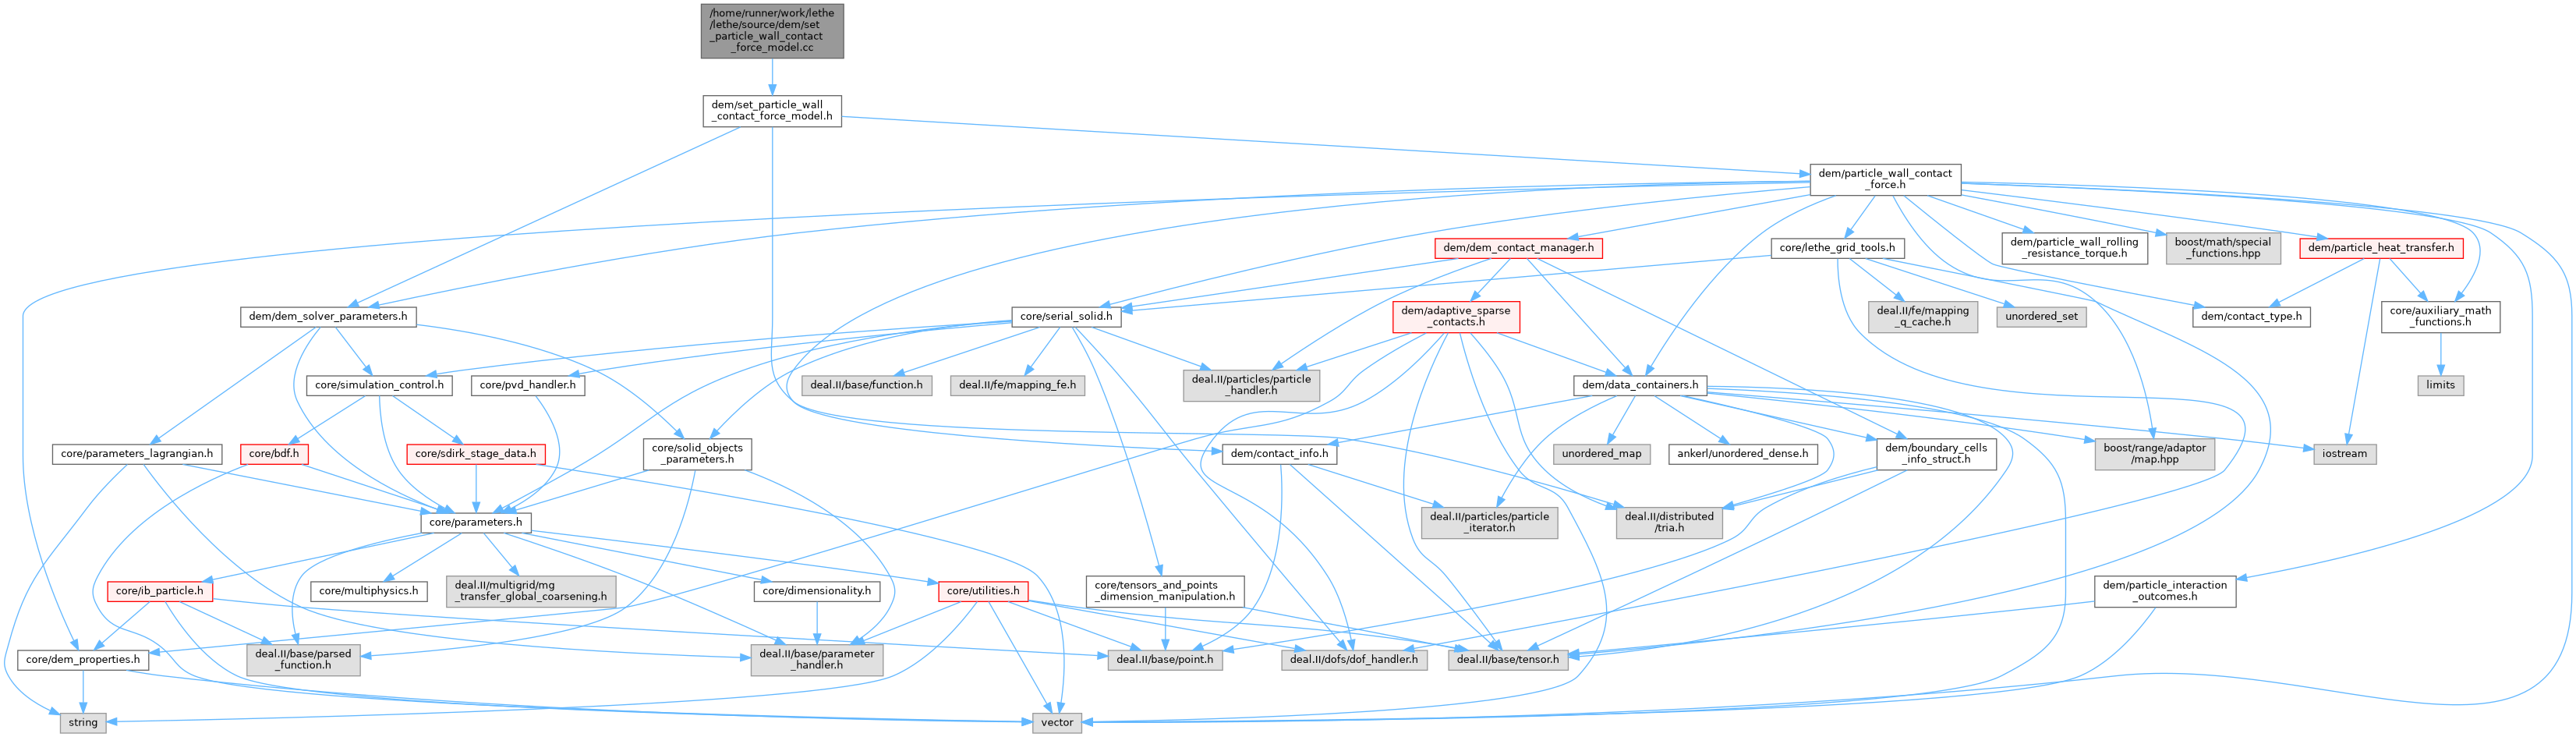 /home/runner/work/lethe
/lethe/source/dem/set
_particle_wall_contact
_force_model.cc
dem/set_particle_wall
_contact_force_model.h
dem/particle_wall_contact
_force.h
dem/dem_contact_manager.h
core/lethe_grid_tools.h
dem/particle_wall_rolling
_resistance_torque.h
boost/math/special
_functions.hpp
dem/particle_heat_transfer.h
dem/dem_solver_parameters.h
core/serial_solid.h
dem/adaptive_sparse
_contacts.h
deal.II/fe/mapping
_q_cache.h
unordered_set
dem/contact_type.h
core/auxiliary_math
_functions.h
core/simulation_control.h
core/pvd_handler.h
deal.II/base/function.h
deal.II/fe/mapping_fe.h
deal.II/particles/particle
_handler.h
dem/data_containers.h
limits
core/parameters_lagrangian.h
core/bdf.h
core/sdirk_stage_data.h
core/solid_objects
_parameters.h
dem/contact_info.h
unordered_map
ankerl/unordered_dense.h
dem/boundary_cells
_info_struct.h
boost/range/adaptor
/map.hpp
iostream
core/parameters.h
deal.II/particles/particle
_iterator.h
deal.II/distributed
/tria.h
core/ib_particle.h
core/multiphysics.h
deal.II/multigrid/mg
_transfer_global_coarsening.h
core/dimensionality.h
core/utilities.h
core/tensors_and_points
_dimension_manipulation.h
dem/particle_interaction
_outcomes.h
core/dem_properties.h
deal.II/base/parsed
_function.h
deal.II/base/parameter
_handler.h
deal.II/base/point.h
deal.II/dofs/dof_handler.h
deal.II/base/tensor.h
string
vector